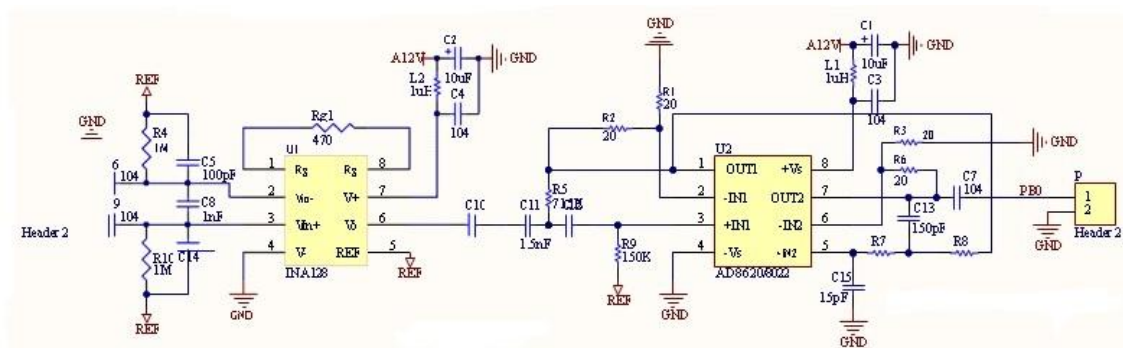 REF
GND
R4
1M
6
104
C5
100pF
C8
1nF
9
104
Header 2
R10
1M
C14
REF
Rg1
470
U1
1
Rg
Rg
8
2
Vin-
V+
7
3
Vin+
Vo
6
4
V-
REF
5
INA128
GND
REF
A12V
C2
10uF
GND
L2
1uH
C4
104
C10
C11
1.5nF
R5
R9
150K
REF
GND
R1
20
R2
20
U2
1
OUT1
+Vs
8
2
-IN1
OUT2
7
3
+IN1
-IN2
6
4
-Vs
5
AD8620/8022
GND
A12V
C1
10uF
GND
L1
1uH
C3
104
R3
20
GND
R6
20
C7
104
PB0
P
1
2
Header 2
GND
C13
150pF
R7
R8
C15
15pF
GND